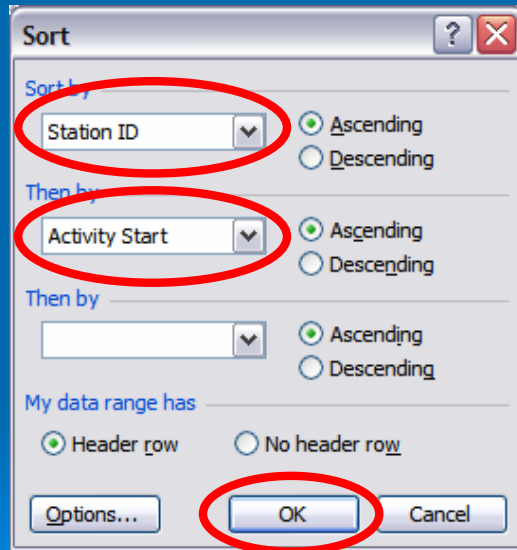 Sort
?
Sort by
Station ID
Ascending
Descending
Then by
Activity Start
Ascending
Descending
Then by
Ascending
Descending
My data range has
Header row
No header row
Options...
OK
Cancel